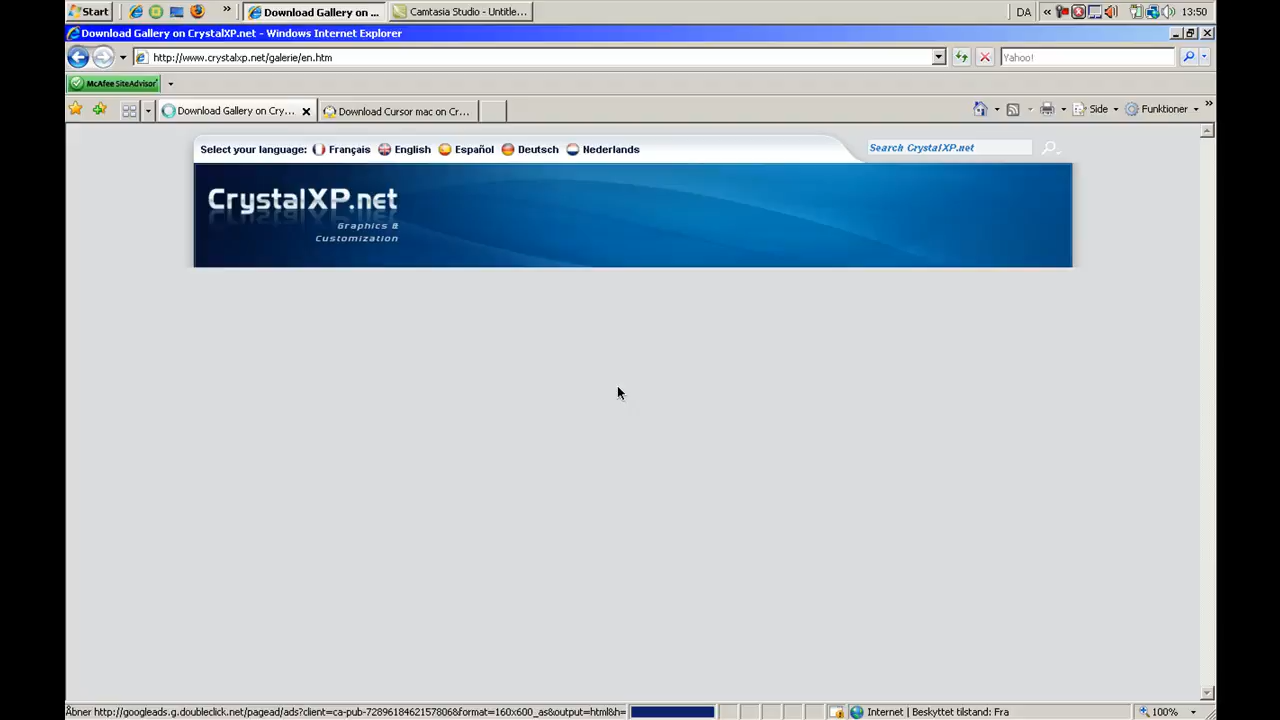 Start » Download Gallery on ... Camtasia Studio - Untitle... DA « 13:50
Download Gallery on CrystalXP.net - Windows Internet Explorer
http://www.crystalxp.net/galerie/en.htm Yahoo!
McAfee SiteAdvisor
Download Gallery on Cry... Download Cursor mac on Cr... Side Funktioner »
Select your language: Français English Español Deutsch Nederlands Search CrystalXP.net
CrystalXP.net
Graphics &
Customization
Åbner http://googleads.g.doubleclick.net/pagead/ads?client=ca-pub-7289618462157806&format=160x600_as&output=html&h= Internet | Beskyttet tilstand: Fra 100%